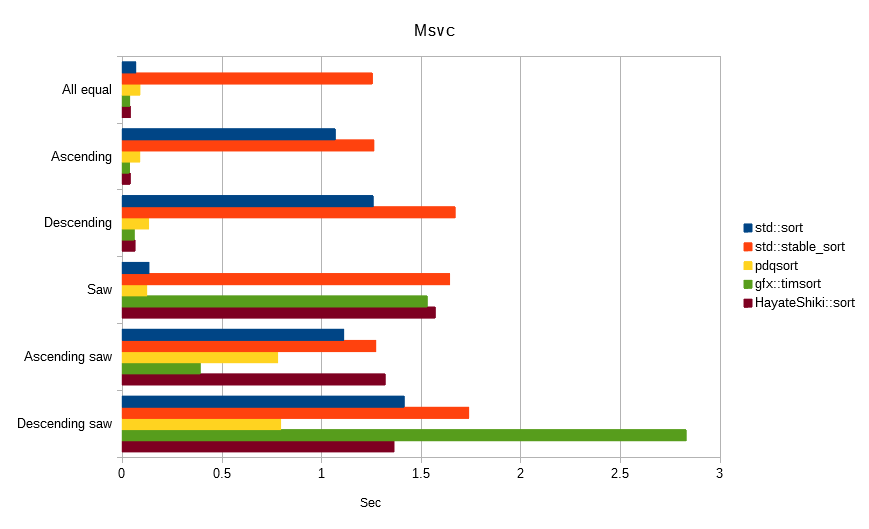 Msvc
All equal
Ascending
Descending
Saw
Ascending saw
Descending saw
0 0.5 1 1.5 2 2.5 3
Sec
std::sort
std::stable_sort
pdqsort
gfx::timsort
HayateShiki::sort